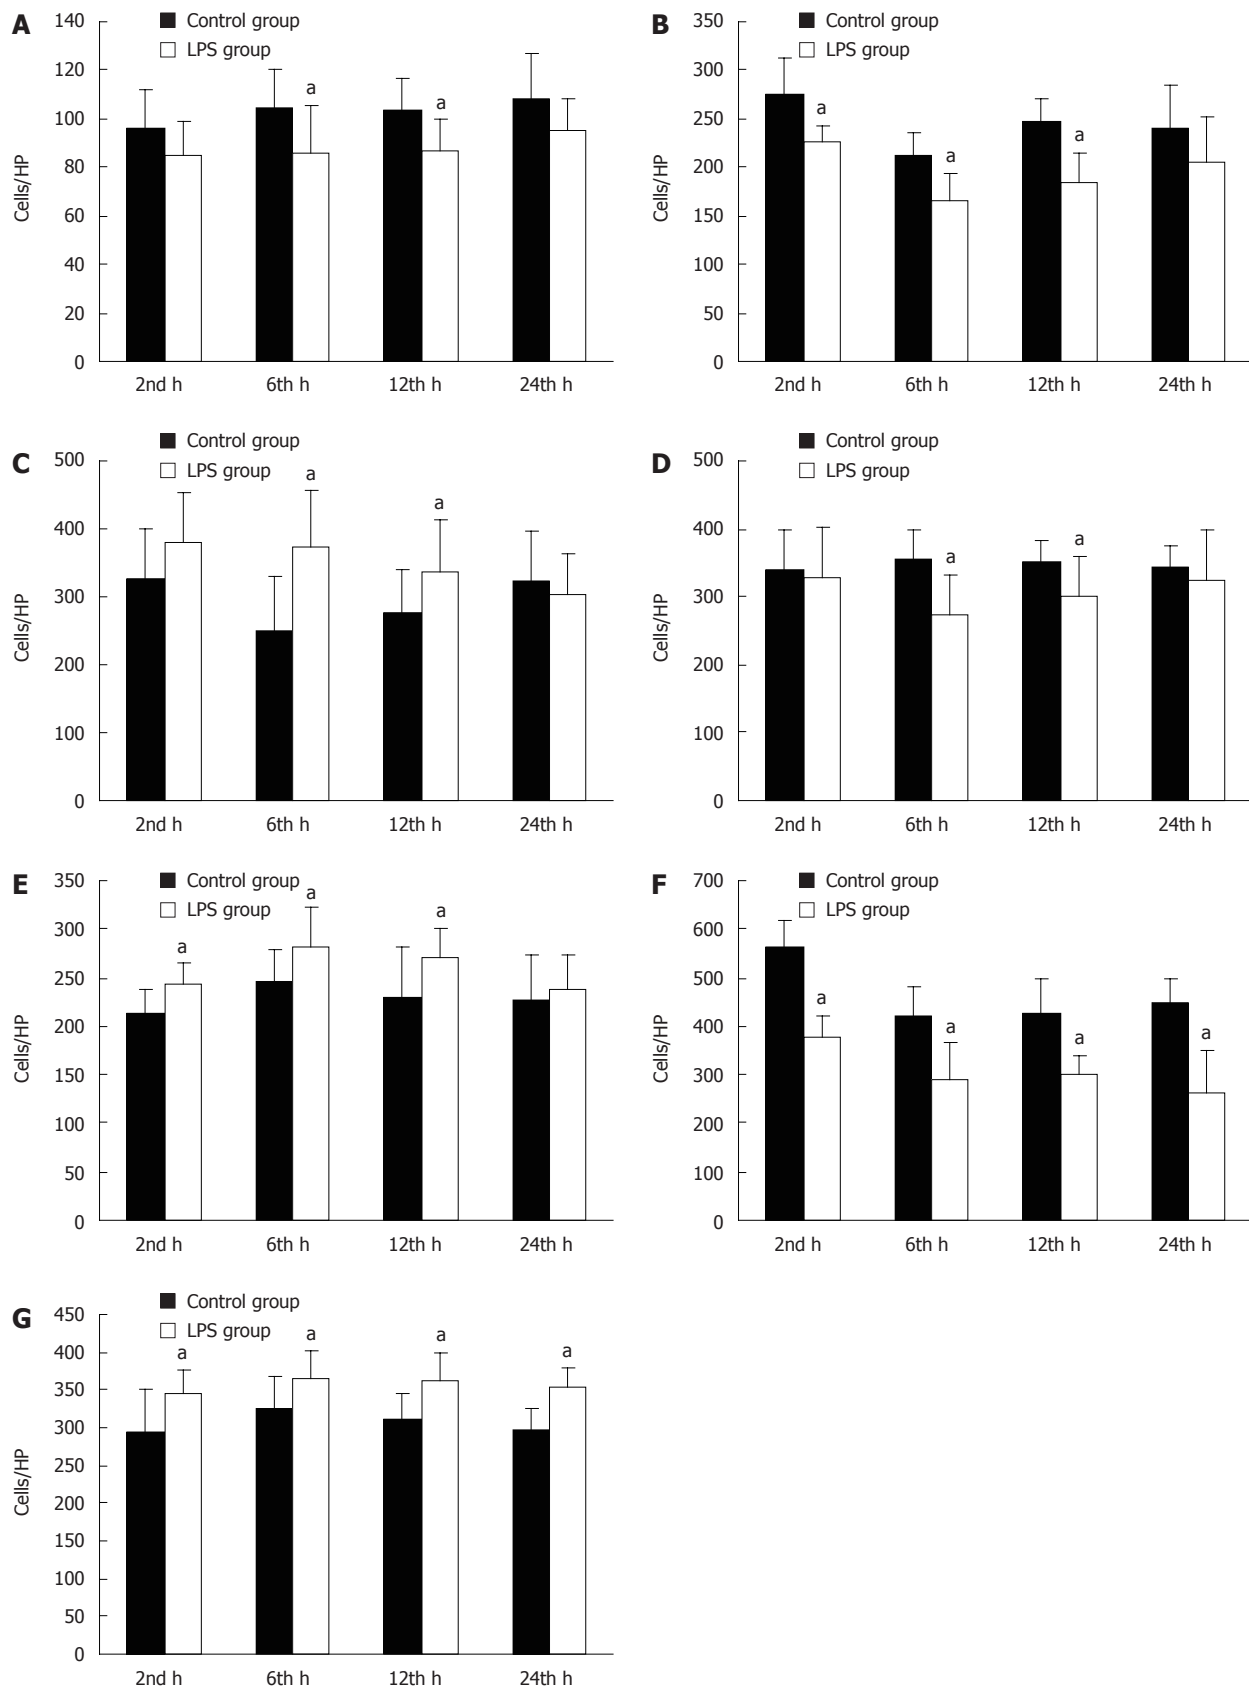 A
Control group
LPS group
Cells/HP
140
120
100
80
60
40
20
0
a
a
2nd h 6th h 12th h 24th h
B
Control group
LPS group
Cells/HP
350
300
250
200
150
100
50
0
a
a
a
2nd h 6th h 12th h 24th h
C
Control group
LPS group
Cells/HP
500
400
300
200
100
0
a
a
2nd h 6th h 12th h 24th h
D
Control group
LPS group
Cells/HP
500
400
300
200
100
0
a
a
2nd h 6th h 12th h 24th h
E
Control group
LPS group
Cells/HP
350
300
250
200
150
100
50
0
a
a
a
2nd h 6th h 12th h 24th h
F
Control group
LPS group
Cells/HP
700
600
500
400
300
200
100
0
a
a
a
a
2nd h 6th h 12th h 24th h
G
Control group
LPS group
Cells/HP
450
400
350
300
250
200
150
100
50
0
a
a
a
a
2nd h 6th h 12th h 24th h